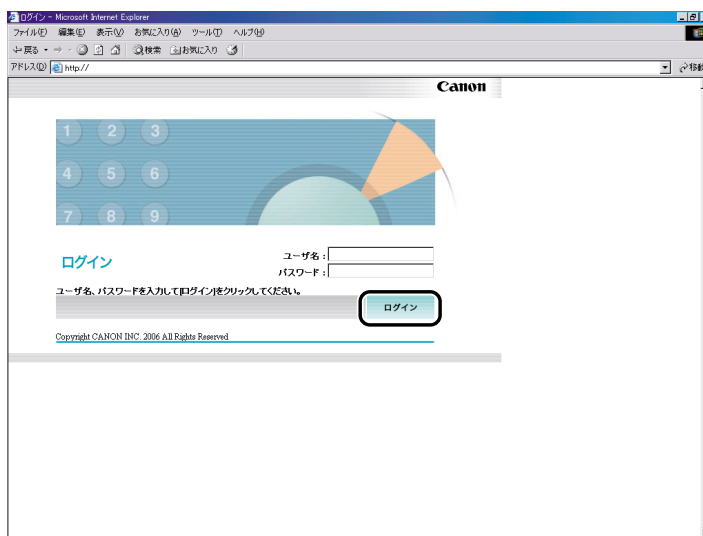 ログイン - Microsoft Internet Explorer
ファイル(F) 編集(E) 表示(V) お気に入り(A) ツール(T) ヘルプ(H)
戻る 検索 お気に入り
アドレス(D) http:// 移動
Canon
1 2 3
4 5 6
7 8 9
ログイン
ユーザ名 :
パスワード :
ユーザ名、パスワードを入力して[ログイン]をクリックしてください。
ログイン
Copyright CANON INC. 2006 All Rights Reserved